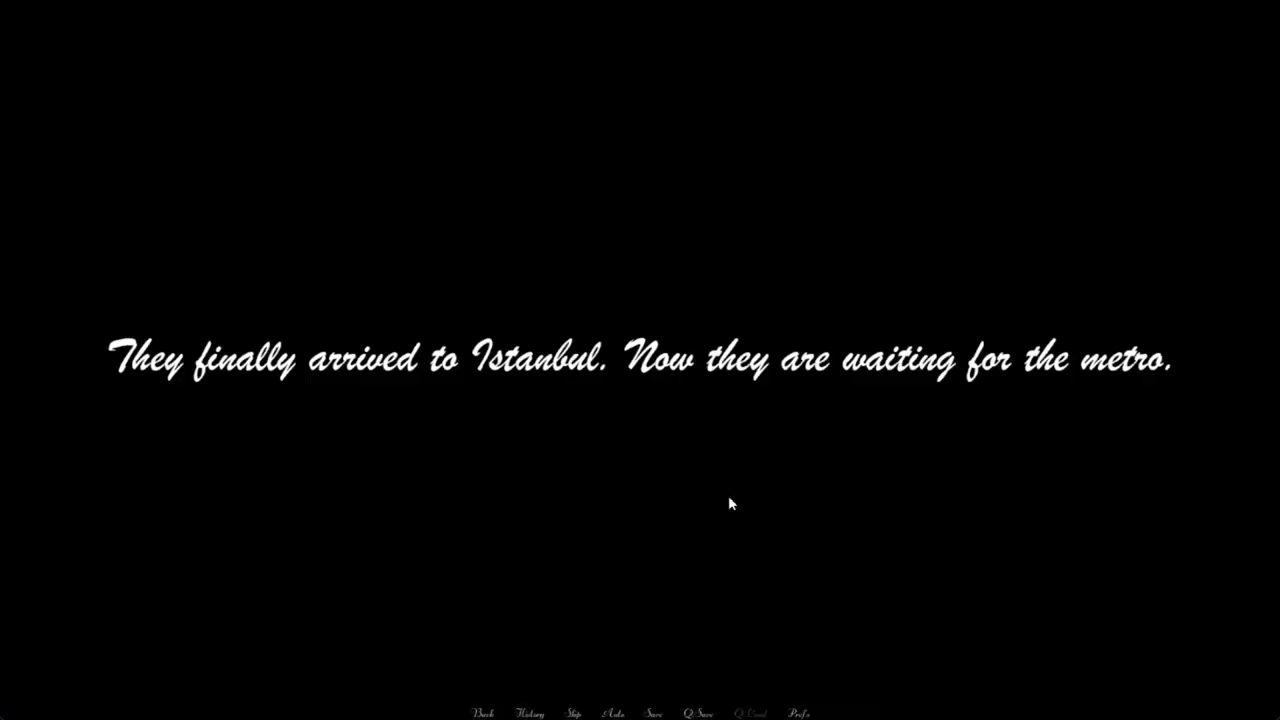 They finally arrived to Istanbul. Now they are waiting for the metro.
Back History Skip Auto Save Q.Save Q.Load Prefs